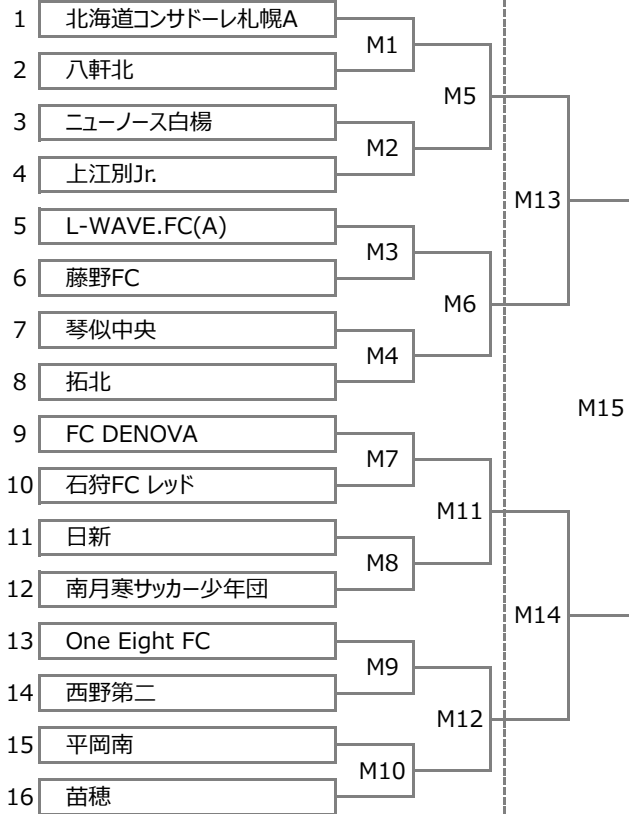 1 北海道コンサドーレ札幌A
M1
2 八軒北
M5
3 ニューノース白楊
M2
4 上江別Jr.
M13
5 L-WAVE.FC(A)
M3
6 藤野FC
M6
7 琴似中央
M4
8 拓北
M15
9 FC DENOVA
M7
10 石狩FC レッド
M11
11 日新
M8
12 南月寒サッカー少年団
M14
13 One Eight FC
M9
14 西野第二
M12
15 平岡南
M10
16 苗穂